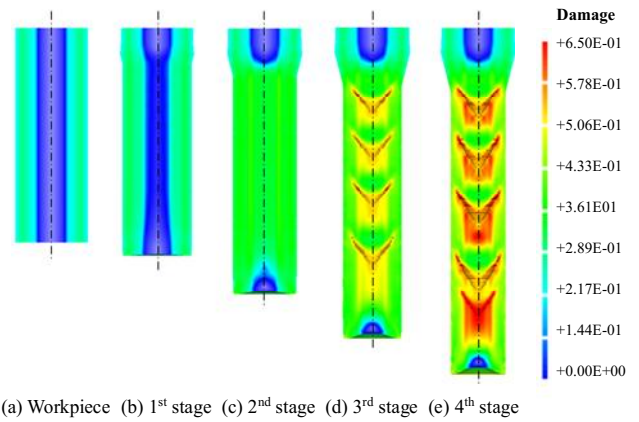 Damage
+6.50E-01
+5.78E-01
+5.06E-01
+4.33E-01
+3.61E01
+2.89E-01
+2.17E-01
+1.44E-01
+0.00E+00
(a) Workpiece (b) 1st stage (c) 2nd stage (d) 3rd stage (e) 4th stage